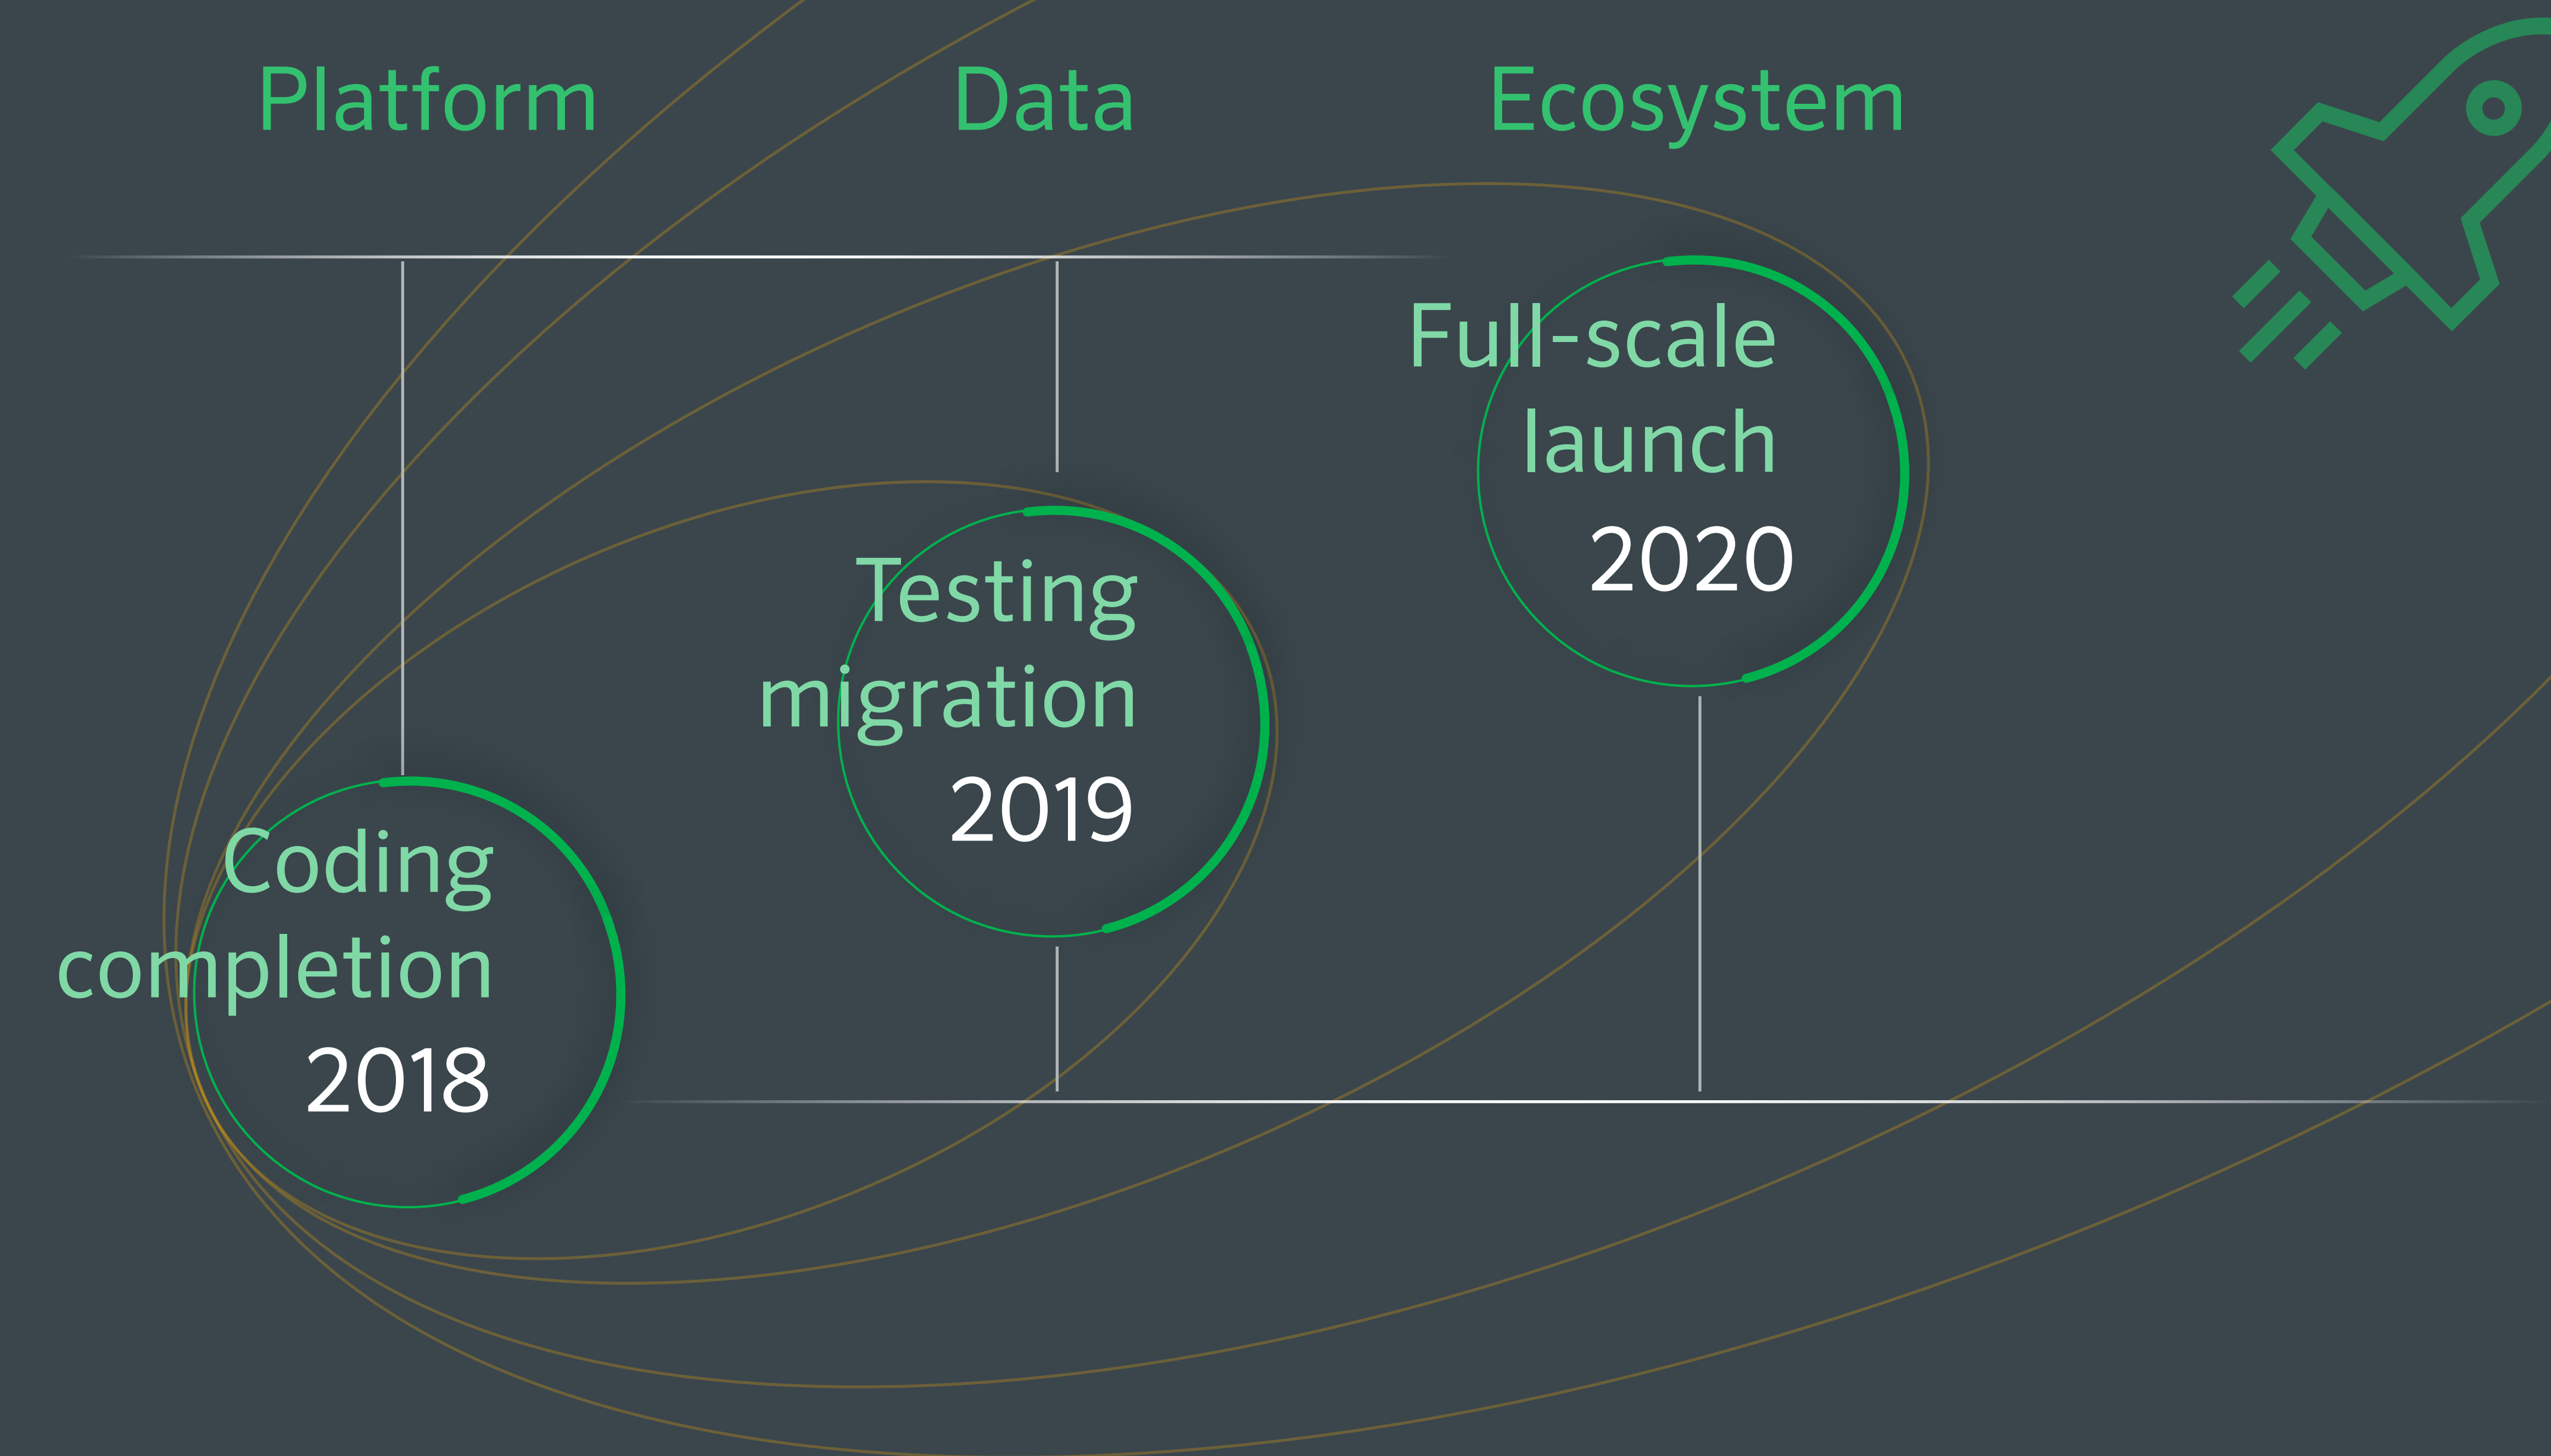 Platform
Data
Ecosystem
Full-scale
launch
2020
Testing
migration
2019
Coding
completion
2018